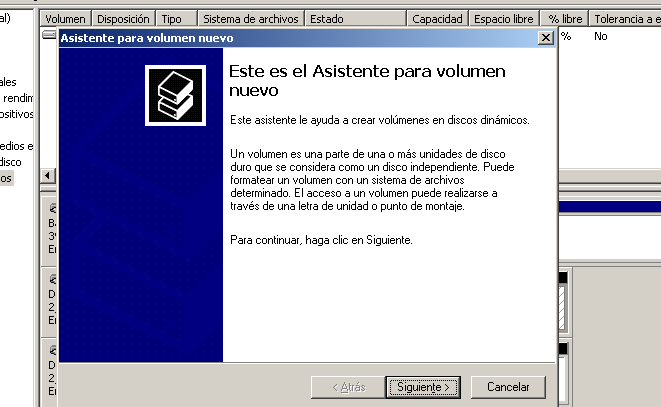 al)
Volumen Disposición Tipo Sistema de archivos Estado Capacidad Espacio libre % libre Tolerancia a e
Asistente para volumen nuevo
% No
Este es el Asistente para volumen
nuevo
ales
rendim
ositivos
Este asistente le ayuda a crear volúmenes en discos dinámicos.
edios e
disco
os
Un volumen es una parte de una o más unidades de disco
duro que se considera como un disco independiente. Puede
formatear un volumen con un sistema de archivos
determinado. El acceso a un volumen puede realizarse a
través de una letra de unidad o punto de montaje.
Ba
39
En
Para continuar, haga clic en Siguiente.
D
2,
En
D
2,
En
< Atrás Siguiente > Cancelar